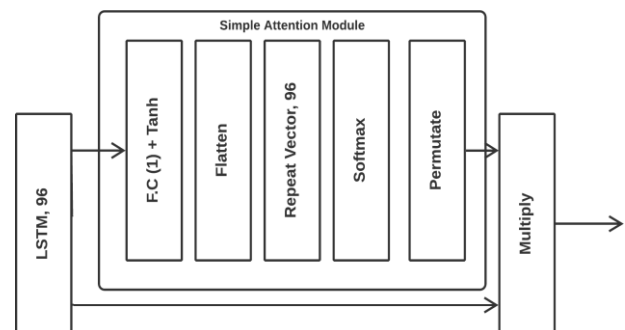 Simple Attention Module
LSTM, 96
F.C (1) + Tanh
Flatten
Repeat Vector, 96
Softmax
Permutate
Multiply